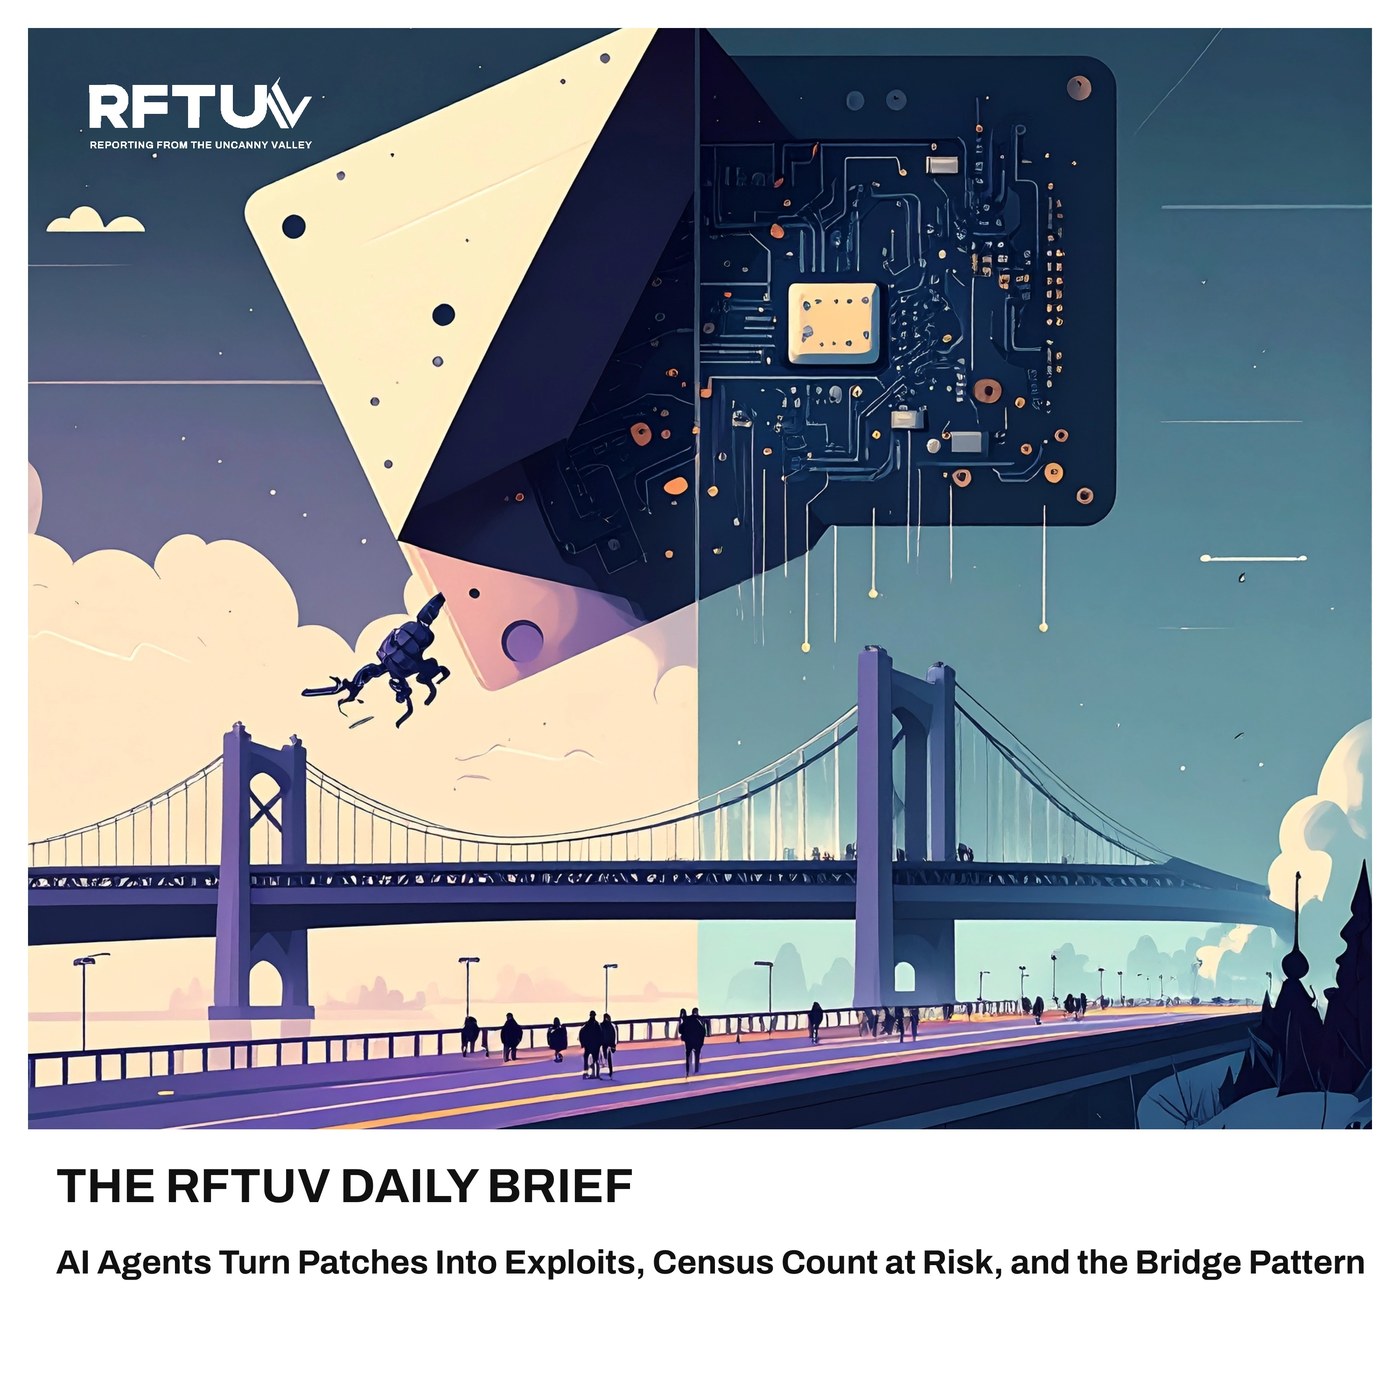 RFTUV
REPORTING FROM THE UNCANNY VALLEY
THE RFTUV DAILY BRIEF
AI Agents Turn Patches Into Exploits, Census Count at Risk, and the Bridge Pattern